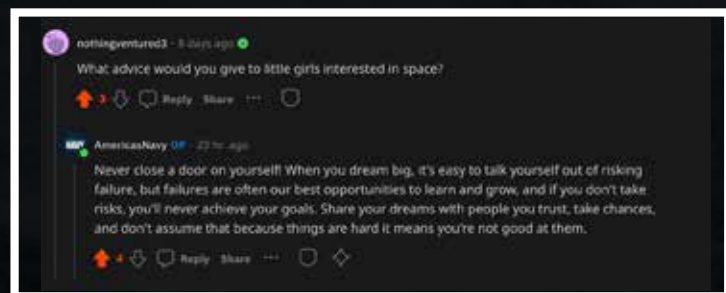 nothingventured3 · 8 days ago
What advice would you give to little girls interested in space?
3 Reply Share ...
NAVY AmericasNavy OP · 23 hr. ago
Never close a door on yourself! When you dream big, it's easy to talk yourself out of risking
failure, but failures are often our best opportunities to learn and grow, and if you don't take
risks, you'll never achieve your goals. Share your dreams with people you trust, take chances,
and don't assume that because things are hard it means you're not good at them.
4 Reply Share ...